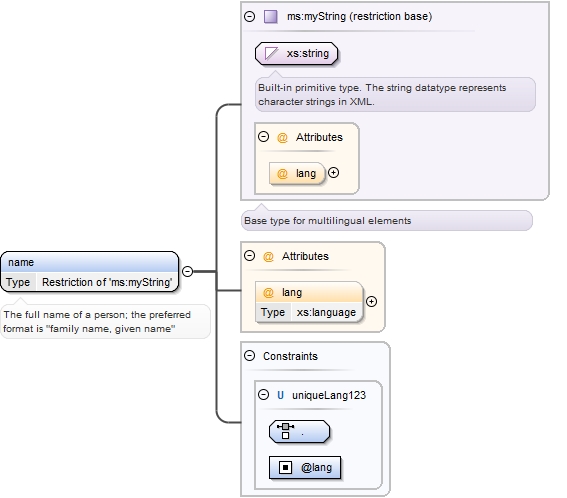 ms:myString (restriction base)
xs:string
Built-in primitive type. The string datatype represents
character strings in XML.
@ Attributes
@ lang
Base type for multilingual elements
name
Type Restriction of 'ms:myString'
The full name of a person; the preferred
format is "family name, given name"
@ Attributes
@ lang
Type xs:language
Constraints
U uniqueLang123
.
@lang